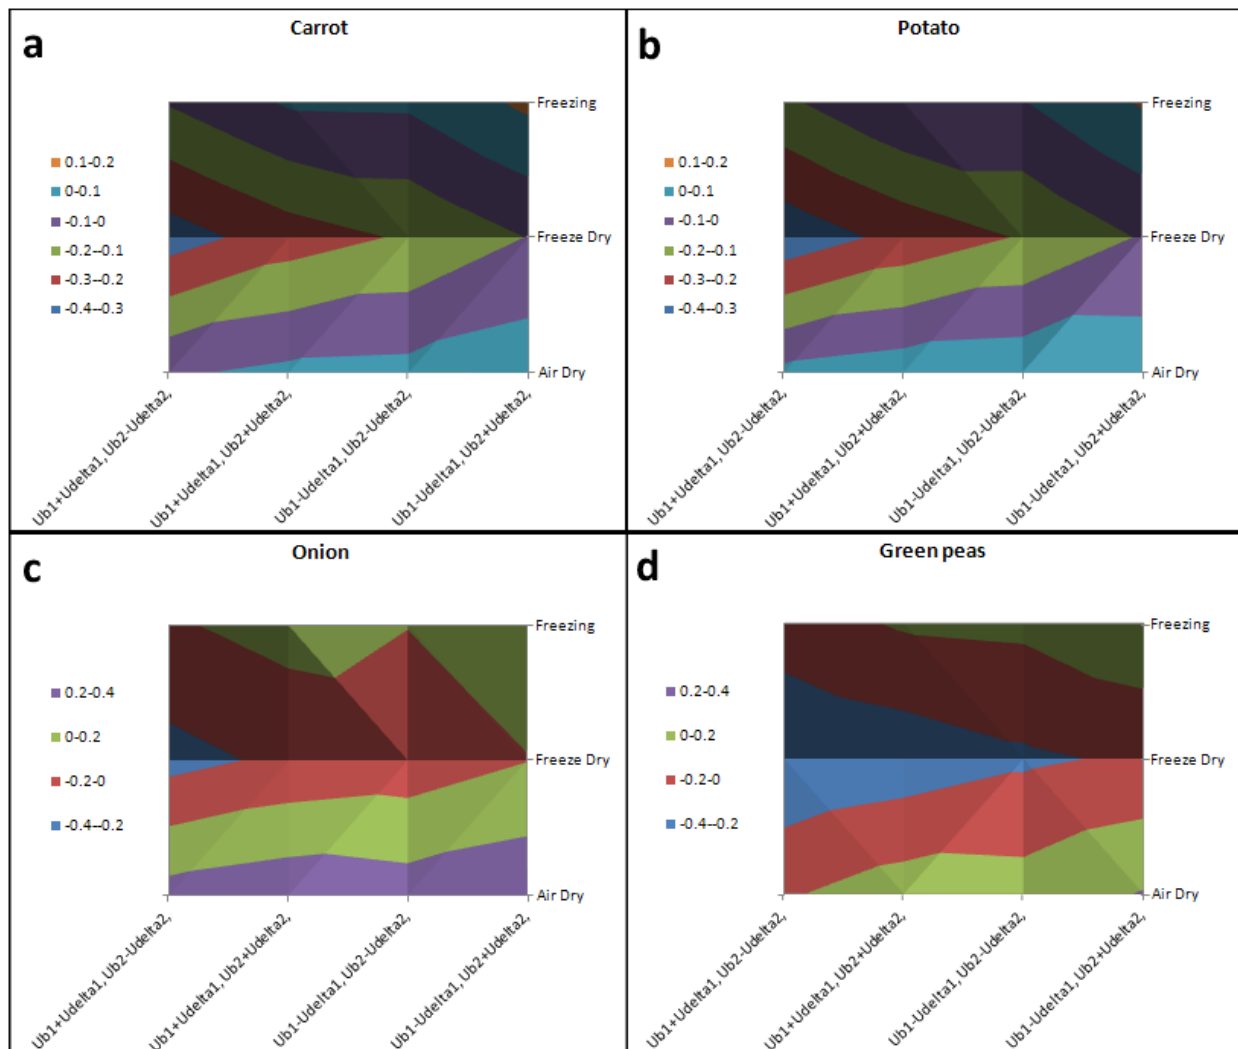 a
Carrot
0.1-0.2
0-0.1
-0.1-0
-0.2--0.1
-0.3--0.2
-0.4--0.3
Freezing
Freeze Dry
Air Dry
Ub1+Udelta1, Ub2-Udelta2,
Ub1+Udelta1, Ub2+Udelta2,
Ub1-Udelta1, Ub2-Udelta2,
Ub1-Udelta1, Ub2+Udelta2,
b
Potato
0.1-0.2
0-0.1
-0.1-0
-0.2--0.1
-0.3--0.2
-0.4--0.3
Freezing
Freeze Dry
Air Dry
Ub1+Udelta1, Ub2-Udelta2,
Ub1+Udelta1, Ub2+Udelta2,
Ub1-Udelta1, Ub2-Udelta2,
Ub1-Udelta1, Ub2+Udelta2,
c
Onion
0.2-0.4
0-0.2
-0.2-0
-0.4--0.2
Freezing
Freeze Dry
Air Dry
Ub1+Udelta1, Ub2-Udelta2,
Ub1+Udelta1, Ub2+Udelta2,
Ub1-Udelta1, Ub2-Udelta2,
Ub1-Udelta1, Ub2+Udelta2,
d
Green peas
0.2-0.4
0-0.2
-0.2-0
-0.4--0.2
Freezing
Freeze Dry
Air Dry
Ub1+Udelta1, Ub2-Udelta2,
Ub1+Udelta1, Ub2+Udelta2,
Ub1-Udelta1, Ub2-Udelta2,
Ub1-Udelta1, Ub2+Udelta2,